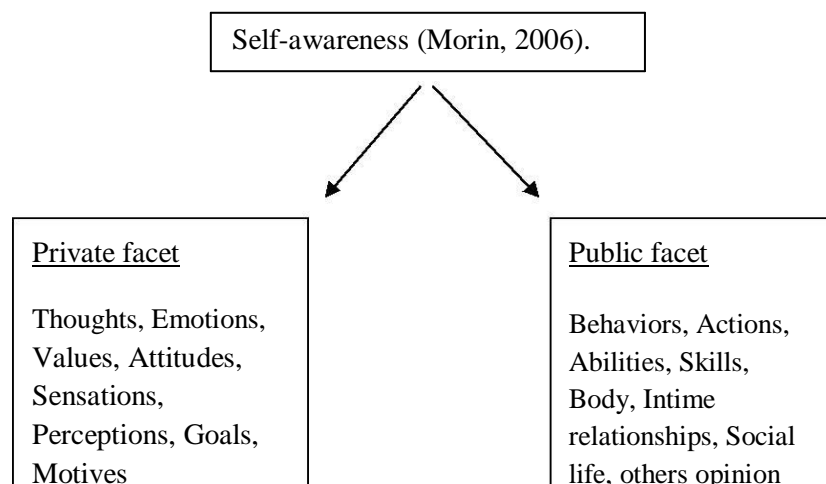 Self-awareness (Morin, 2006).
Private facet
Thoughts, Emotions,
Values, Attitudes,
Sensations,
Perceptions, Goals,
Motives
Public facet
Behaviors, Actions,
Abilities, Skills,
Body, Intime
relationships, Social
life, others opinion